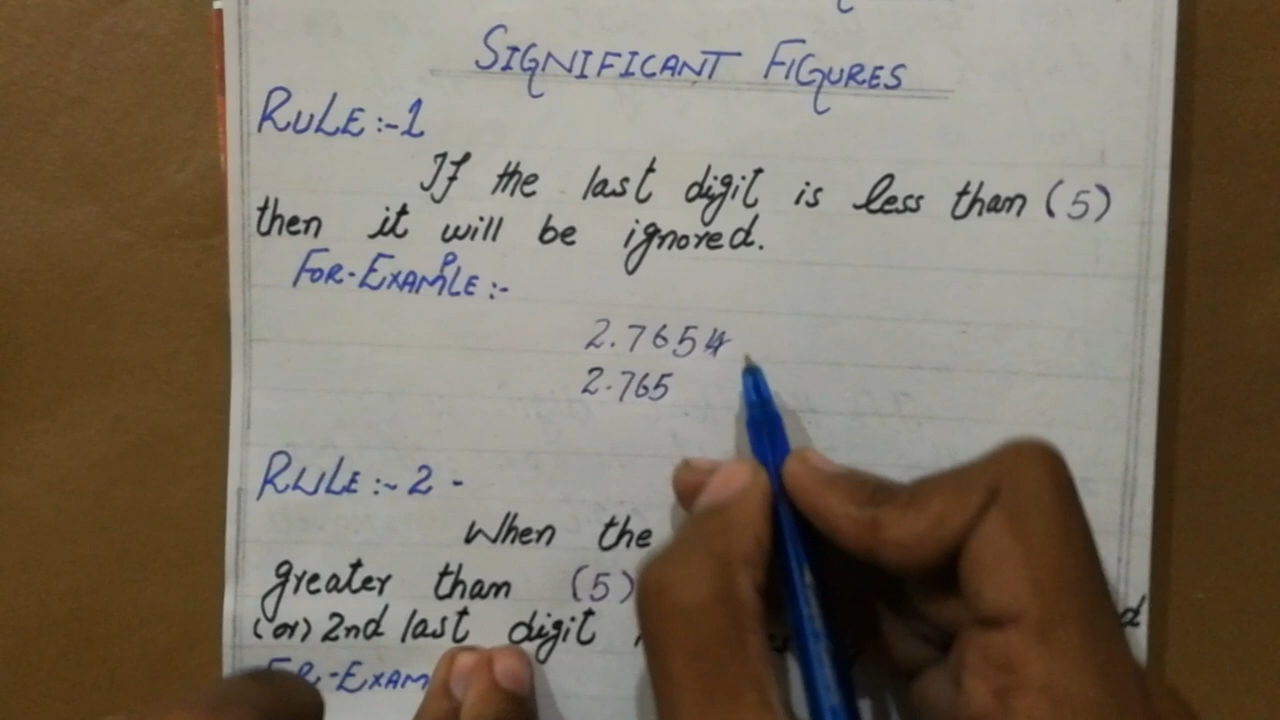 SIGNIFICANT FIGURES
RULE:-1
If the last digit is less than (5)
then it will be ignored.
FOR-EXAMPLE:-
2.7654
2.765
RULE:-2-
When the
greater than (5)
(or) 2nd last digit